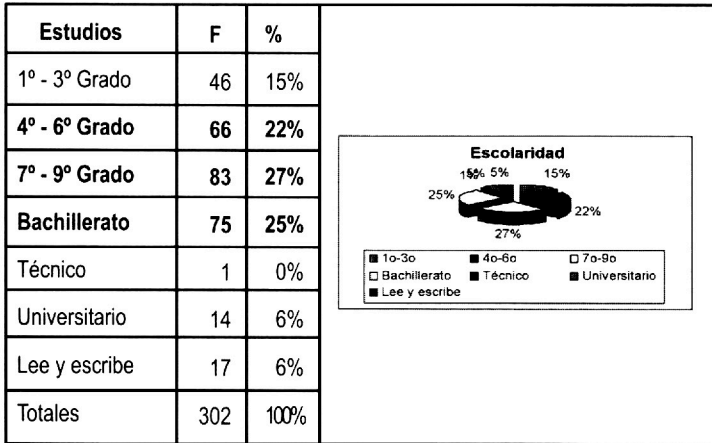 Estudios F %
1º - 3º Grado 46 15%
4º - 6º Grado 66 22%
7º - 9º Grado 83 27%
Bachillerato 75 25%
Técnico 1 0%
Universitario 14 6%
Lee y escribe 17 6%
Totales 302 100%
Escolaridad
5% 15%
25% 22%
27%
1o-3o 4o-6o 7o-9o
Bachillerato Técnico Universitario
Lee y escribe